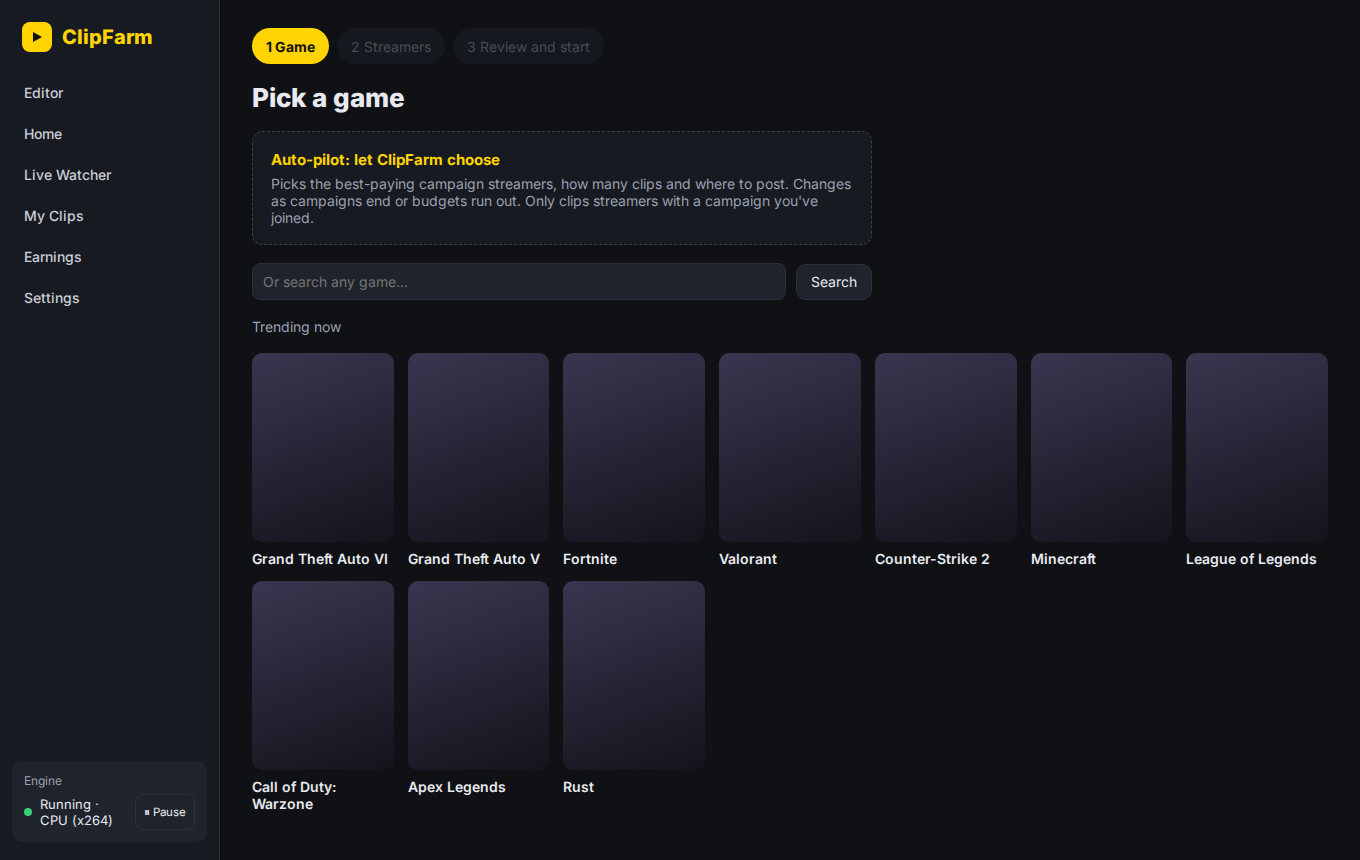 ClipFarm
Editor
Home
Live Watcher
My Clips
Earnings
Settings
Engine
Running ·
CPU (x64)
Pause
1 Game
2 Streamers
3 Review and start
Pick a game
Auto-pilot: let ClipFarm choose
Picks the best-paying campaign streamers, how many clips and where to post. Changes
as campaigns end or budgets run out. Only clips streamers with a campaign you've
joined.
Or search any game...
Search
Trending now
Grand Theft Auto VI
Grand Theft Auto V
Fortnite
Valorant
Counter-Strike 2
Minecraft
League of Legends
Call of Duty:
Warzone
Apex Legends
Rust